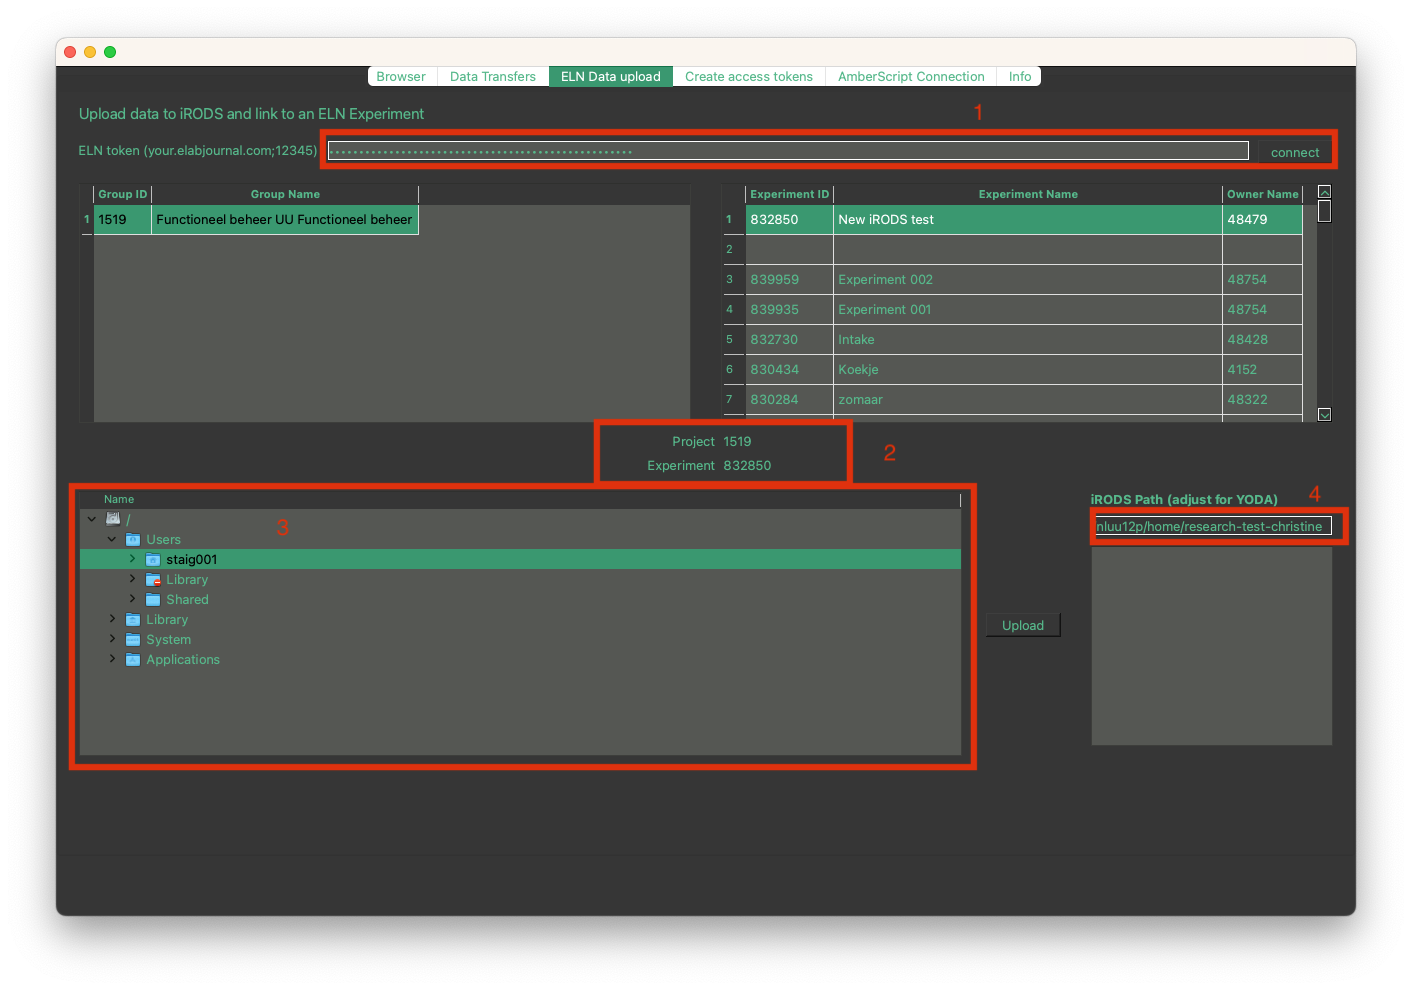 Browser Data Transfers ELN Data upload Create access tokens AmberScript Connection Info
Upload data to iRODS and link to an ELN Experiment
1
ELN token (your.elabjournal.com;12345) connect
Group ID Group Name
1 1519 Functioneel beheer UU Functioneel beheer
Experiment ID Experiment Name Owner Name
1 832850 New iRODS test 48479
2
3 839959 Experiment 002 48754
4 839935 Experiment 001 48754
5 832730 Intake 48428
6 830434 Koekje 4152
7 830284 zomaar 48322
Project 1519
Experiment 832850
2
Name
3
/
Users
staig001
Library
Shared
Library
System
Applications
Upload
iRODS Path (adjust for YODA)
4
nluu12p/home/research-test-christine